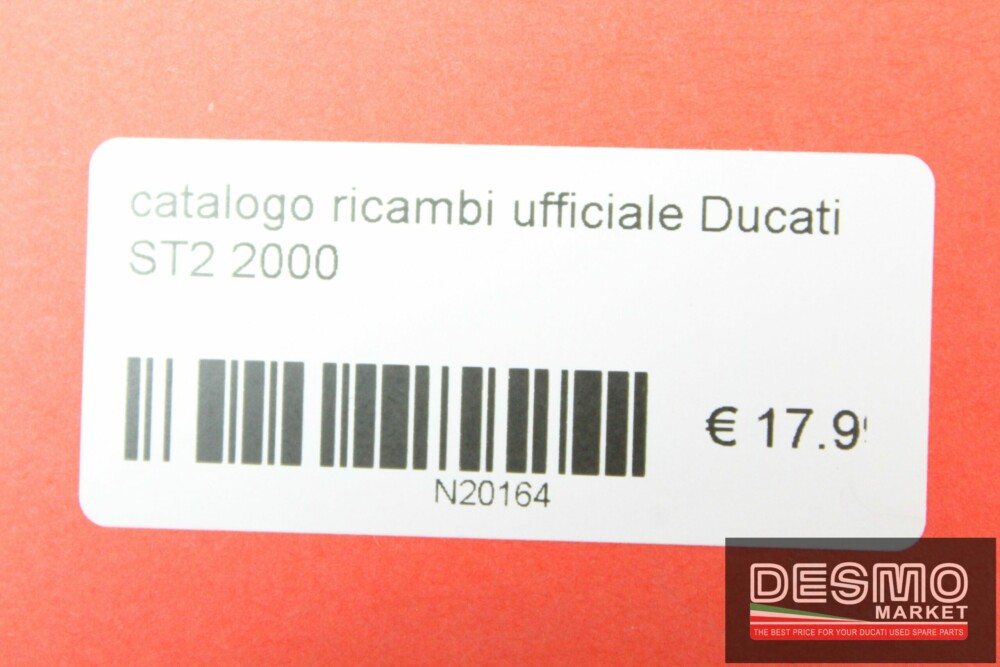 catalogo ricambi ufficiale Ducati
ST2 2000
€ 17.9
N20164
DESMO
MARKET
THE BEST PRICE FOR YOUR DUCATI USED SPARE PARTS